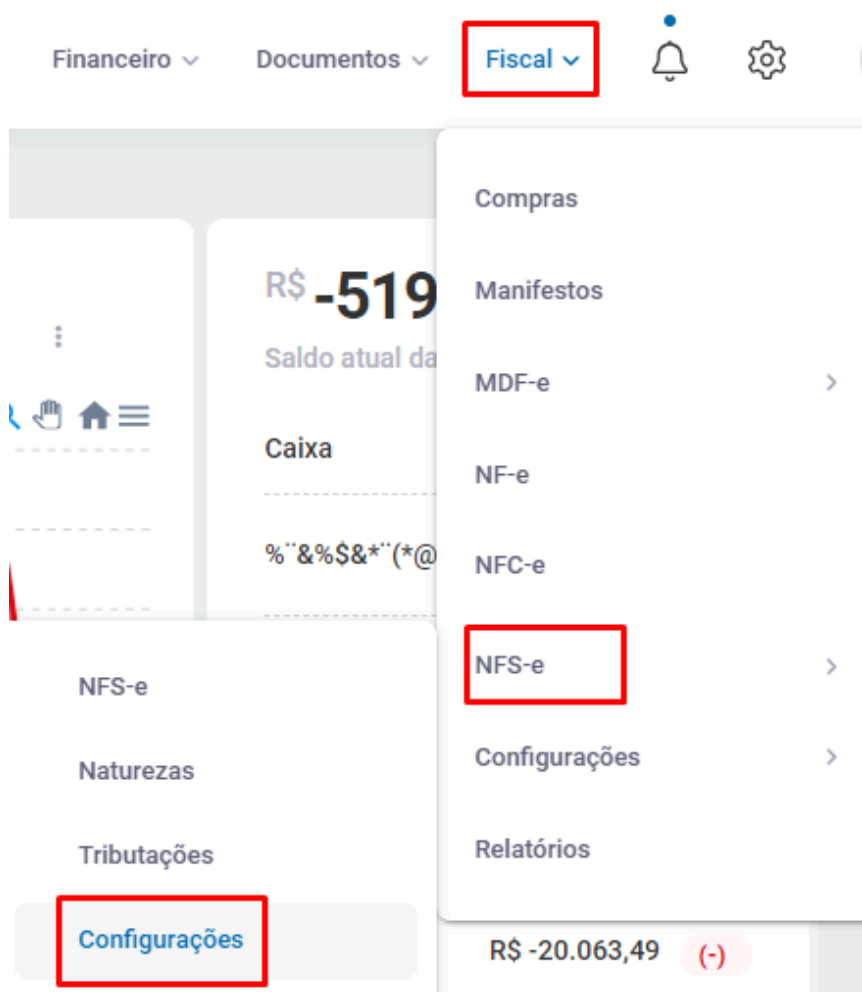 Financeiro
Documentos
Fiscal
Compras
Manifestos
MDF-e
NF-e
NFC-e
NFS-e
Configurações
Relatórios
R$ -519
Saldo atual da
Caixa
%¨&%$&*¨(*@
NFS-e
Naturezas
Tributações
Configurações
R$ -20.063,49 (-)